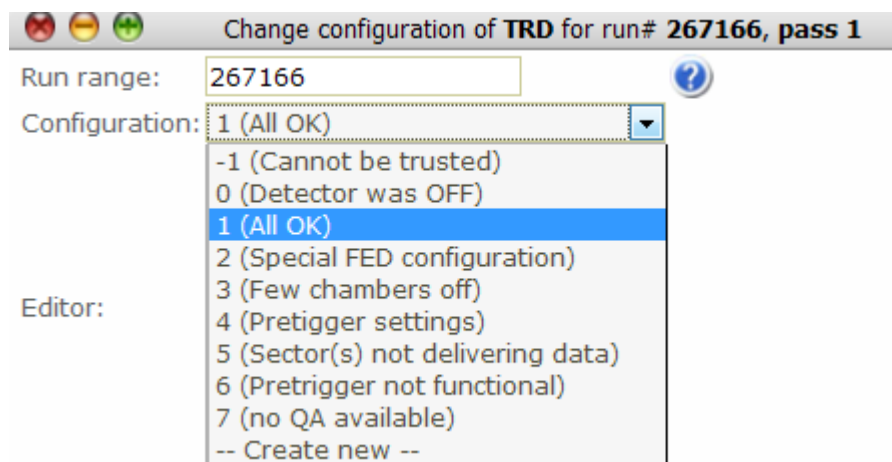 Change configuration of TRD for run# 267166, pass 1
Run range: 267166 ?
Configuration: 1 (All OK)
-1 (Cannot be trusted)
0 (Detector was OFF)
1 (All OK)
2 (Special FED configuration)
3 (Few chambers off)
Editor:
4 (Pretigger settings)
5 (Sector(s) not delivering data)
6 (Pretrigger not functional)
7 (no QA available)
-- Create new --